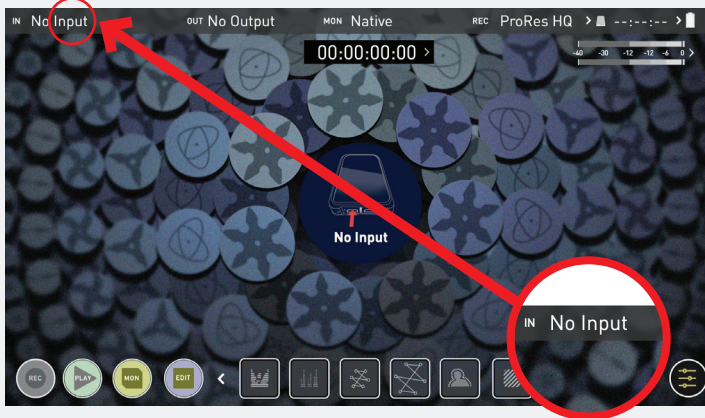 IN No Input OUT No Output MON Native REC ProRes HQ > --:--:-- >
00:00:00:00 >
-40 -30 -12 -12 -6 0 >
No Input
IN No Input
REC PLAY MON EDIT <